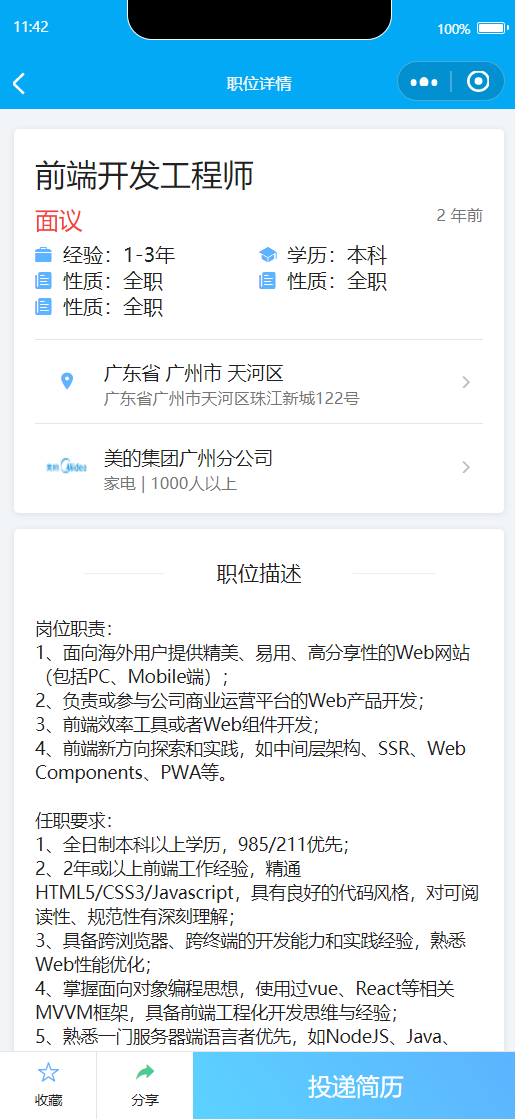 11:42
100%
职位详情
前端开发工程师
面议
2 年前
经验：1-3年
学历：本科
性质：全职
性质：全职
性质：全职
广东省 广州市 天河区
广东省广州市天河区珠江新城122号
美的 Midea
美的集团广州分公司
家电 | 1000人以上
职位描述
岗位职责：
1、面向海外用户提供精美、易用、高分享性的Web网站
（包括PC、Mobile端）；
2、负责或参与公司商业运营平台的Web产品开发；
3、前端效率工具或者Web组件开发；
4、前端新方向探索和实践，如中间层架构、SSR、Web
Components、PWA等。
任职要求：
1、全日制本科以上学历，985/211优先；
2、2年或以上前端工作经验，精通
HTML5/CSS3/Javascript，具有良好的代码风格，对可阅
读性、规范性有深刻理解；
3、具备跨浏览器、跨终端的开发能力和实践经验，熟悉
Web性能优化；
4、掌握面向对象编程思想，使用过vue、React等相关
MVVM框架，具备前端工程化开发思维与经验；
5、熟悉一门服务器端语言者优先，如NodeJS、Java、
收藏
分享
投递简历